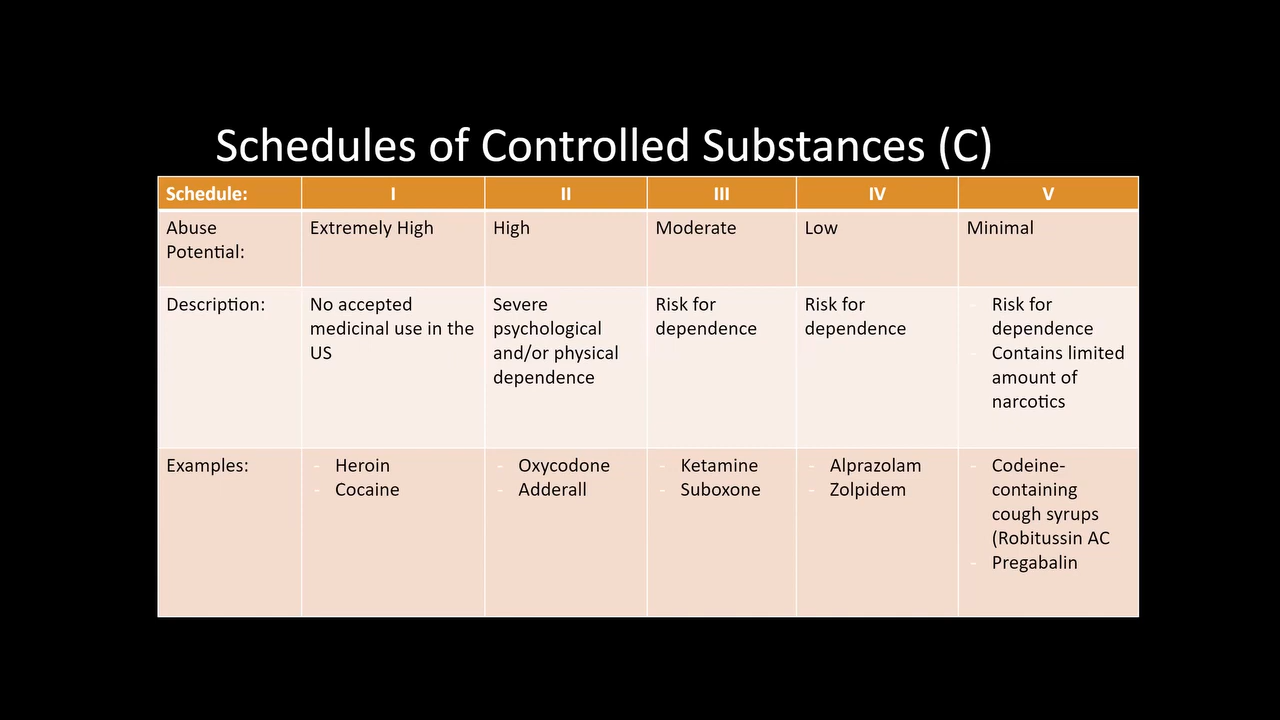 Schedules of Controlled Substances (C)
Schedule: I II III IV V
Abuse
Potential:
Extremely High
High
Moderate
Low
Minimal
Description:
No accepted
medicinal use in the
US
Severe
psychological
and/or physical
dependence
Risk for
dependence
Risk for
dependence
- Risk for
dependence
- Contains limited
amount of
narcotics
Examples:
- Heroin
- Cocaine
- Oxycodone
- Adderall
- Ketamine
- Suboxone
- Alprazolam
- Zolpidem
- Codeine-
containing
cough syrups
(Robitussin AC
- Pregabalin